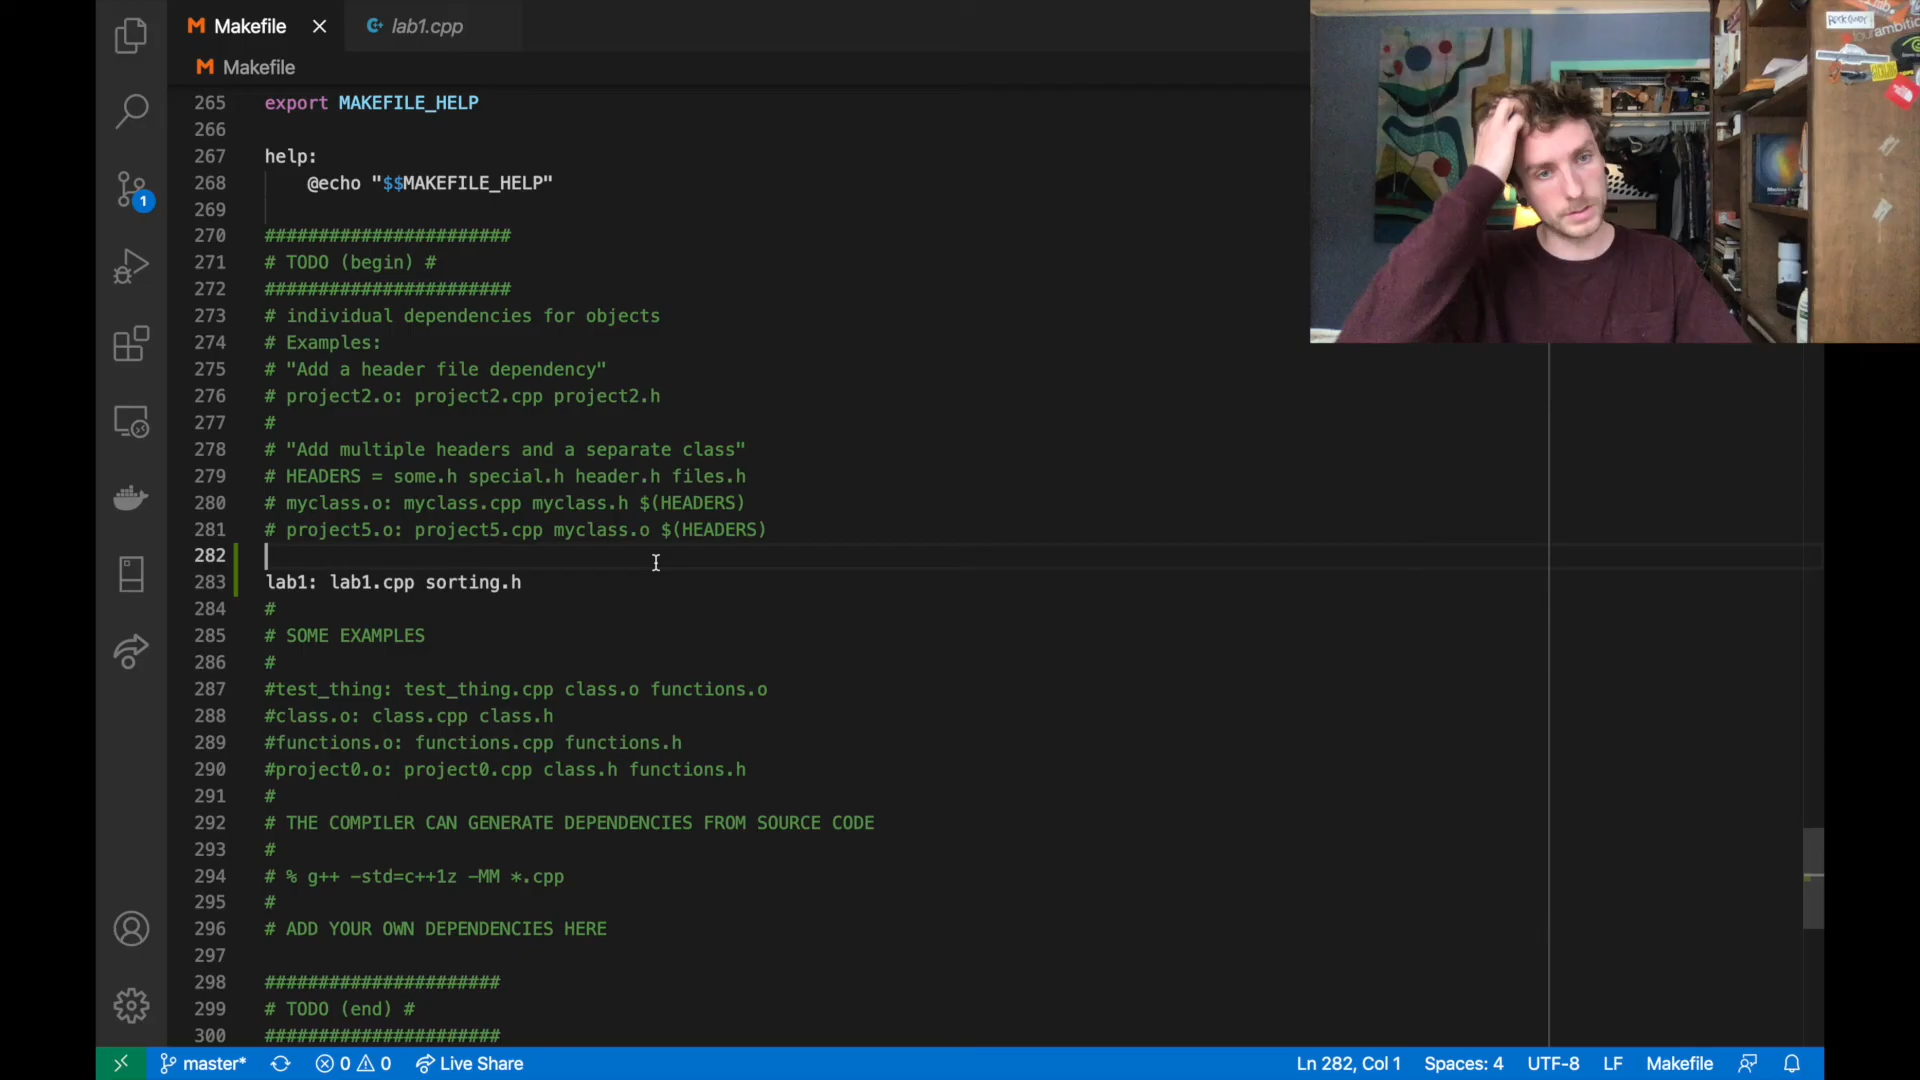 Makefile
lab1.cpp
Makefile
265 export MAKEFILE_HELP
266
267 help:
268 @echo "$$MAKEFILE_HELP"
269
270 #######################
271 # TODO (begin) #
272 #######################
273 # individual dependencies for objects
274 # Examples:
275 # "Add a header file dependency"
276 # project2.o: project2.cpp project2.h
277 #
278 # "Add multiple headers and a separate class"
279 # HEADERS = some.h special.h header.h files.h
280 # myclass.o: myclass.cpp myclass.h $(HEADERS)
281 # project5.o: project5.cpp myclass.o $(HEADERS)
282
283 lab1: lab1.cpp sorting.h
284 #
285 # SOME EXAMPLES
286 #
287 #test_thing: test_thing.cpp class.o functions.o
288 #class.o: class.cpp class.h
289 #functions.o: functions.cpp functions.h
290 #project0.o: project0.cpp class.h functions.h
291 #
292 # THE COMPILER CAN GENERATE DEPENDENCIES FROM SOURCE CODE
293 #
294 # % g++ -std=c++1z -MM *.cpp
295 #
296 # ADD YOUR OWN DEPENDENCIES HERE
297
298 ######################
299 # TODO (end) #
300 ######################
1
master* 0 0 Live Share Ln 282, Col 1 Spaces: 4 UTF-8 LF Makefile